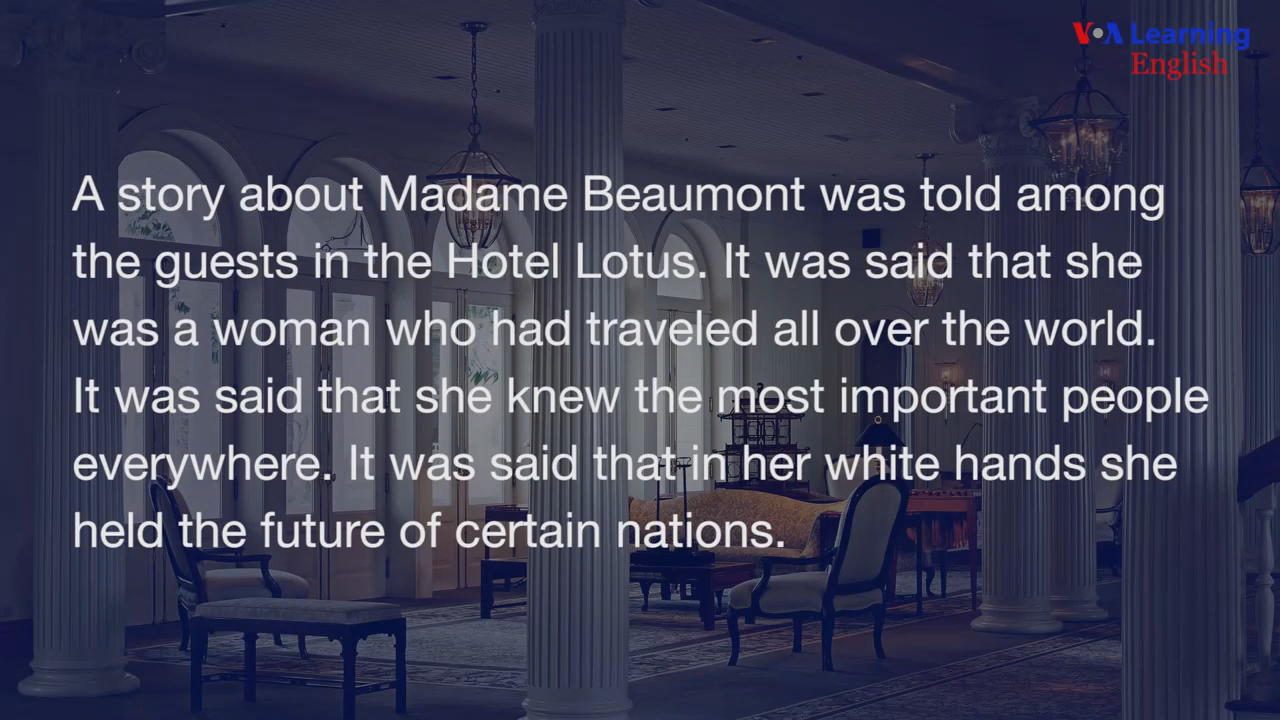 VOA Learning
English
A story about Madame Beaumont was told among
the guests in the Hotel Lotus. It was said that she
was a woman who had traveled all over the world.
It was said that she knew the most important people
everywhere. It was said that in her white hands she
held the future of certain nations.